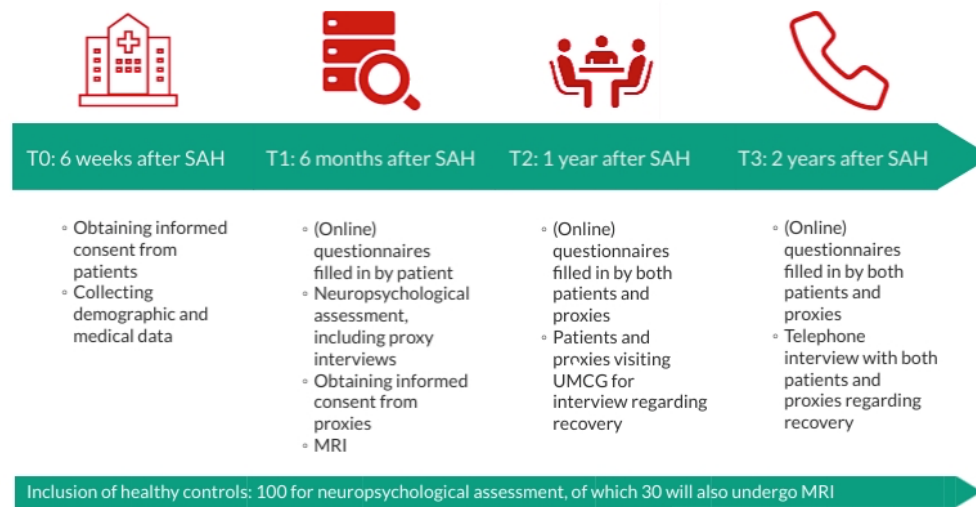 T0: 6 weeks after SAH
T1: 6 months after SAH
T2: 1 year after SAH
T3: 2 years after SAH
◦ Obtaining informed
consent from
patients
◦ Collecting
demographic and
medical data
◦ (Online)
questionnaires
filled in by patient
◦ Neuropsychological
assessment,
including proxy
interviews
◦ Obtaining informed
consent from
proxies
◦ MRI
◦ (Online)
questionnaires
filled in by both
patients and
proxies
◦ Patients and
proxies visiting
UMCG for
interview regarding
recovery
◦ (Online)
questionnaires
filled in by both
patients and
proxies
◦ Telephone
interview with both
patients and
proxies regarding
recovery
Inclusion of healthy controls: 100 for neuropsychological assessment, of which 30 will also undergo MRI